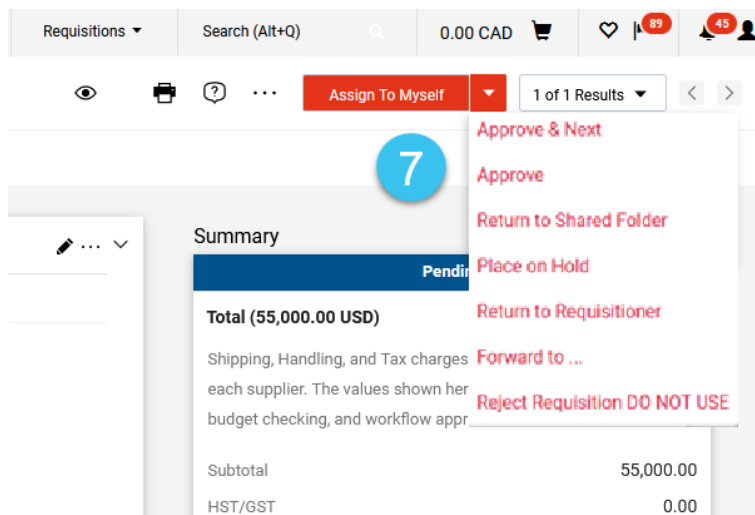 Requisitions
Search (Alt+Q)
0.00 CAD
89
45
Assign To Myself
1 of 1 Results
7
Approve & Next
Approve
Return to Shared Folder
Place on Hold
Return to Requisitioner
Forward to ...
Reject Requisition DO NOT USE
Summary
Pendin
Total (55,000.00 USD)
Shipping, Handling, and Tax charges
each supplier. The values shown her
budget checking, and workflow appr
Subtotal 55,000.00
HST/GST 0.00